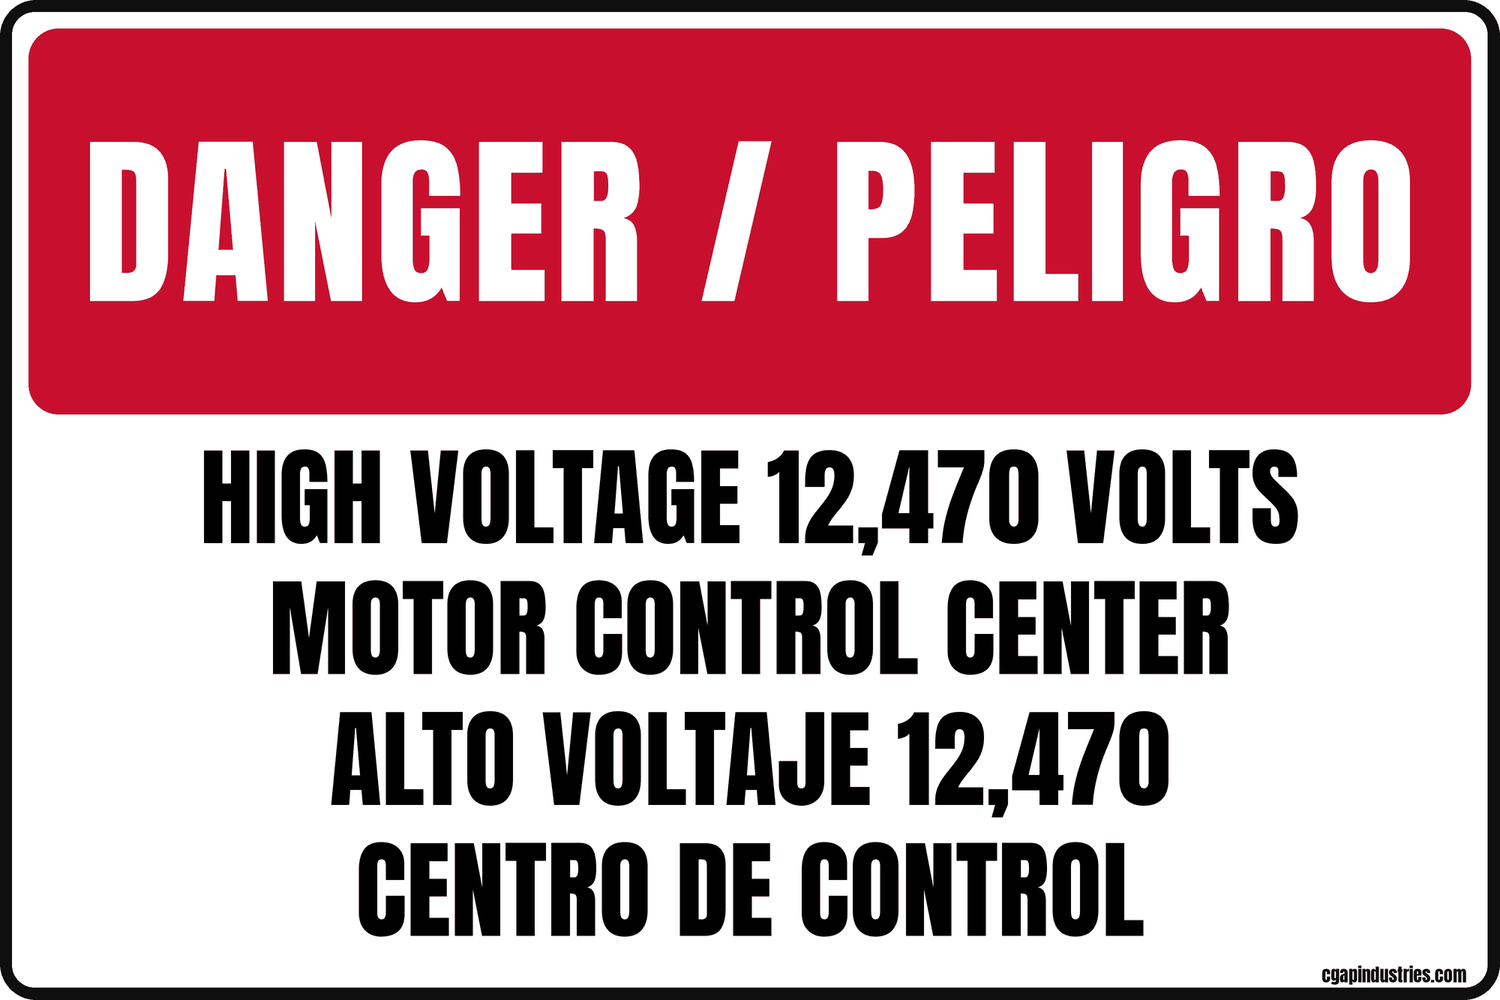 DANGER / PELIGRO
HIGH VOLTAGE 12,470 VOLTS
MOTOR CONTROL CENTER
ALTO VOLTAJE 12,470
CENTRO DE CONTROL
cgapindustries.com